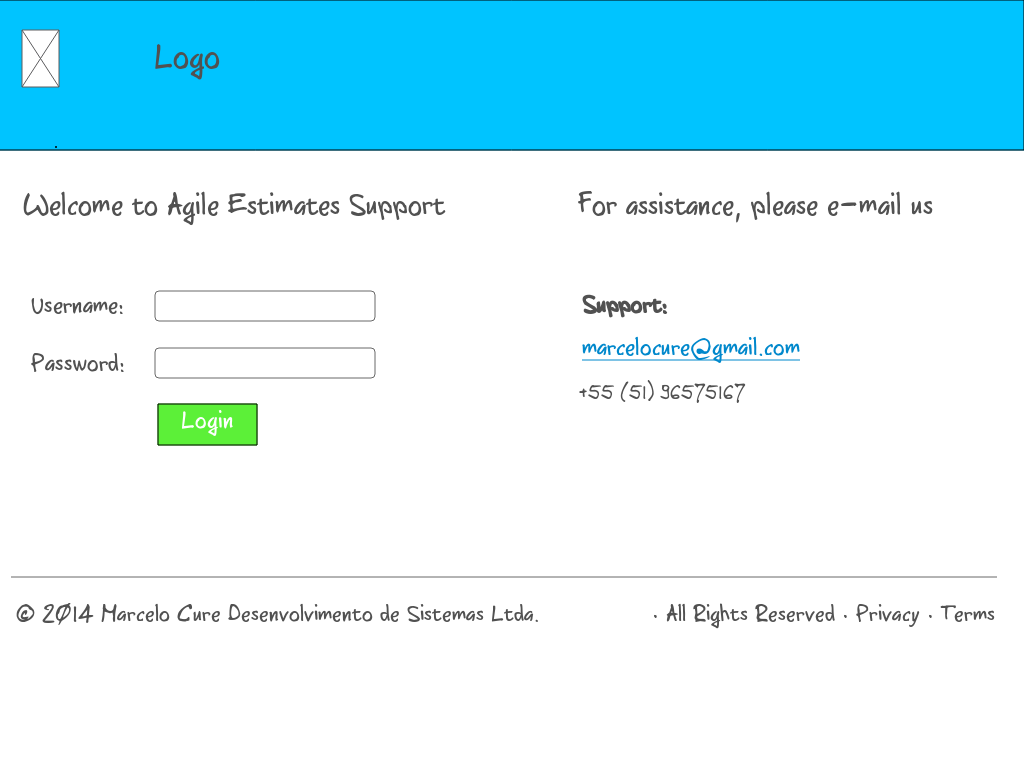 Logo
Welcome to Agile Estimates Support
Username:
Password:
Login
For assistance, please e-mail us
Support:
marcelocure@gmail.com
+55 (51) 96575167
© 2014 Marcelo Cure Desenvolvimento de Sistemas Ltda.
· All Rights Reserved · Privacy · Terms